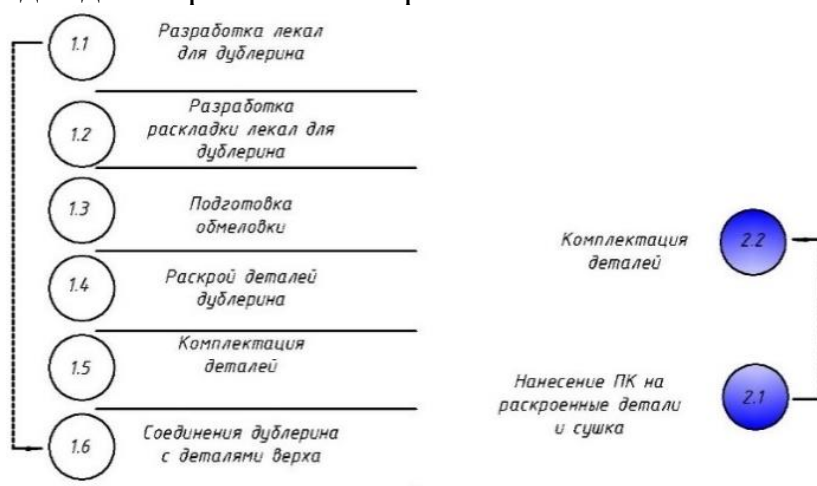 1.1
Разработка лекал
для дублерина
1.2
Разработка
раскладки лекал для
дублерина
1.3
Подготовка
обмеловки
1.4
Раскрой деталей
дублерина
1.5
Комплектация
деталей
1.6
Соединения дублерина
с деталями верха
Комплектация
деталей
2.2
Нанесение ПК на
раскроенные детали
и сушка
2.1